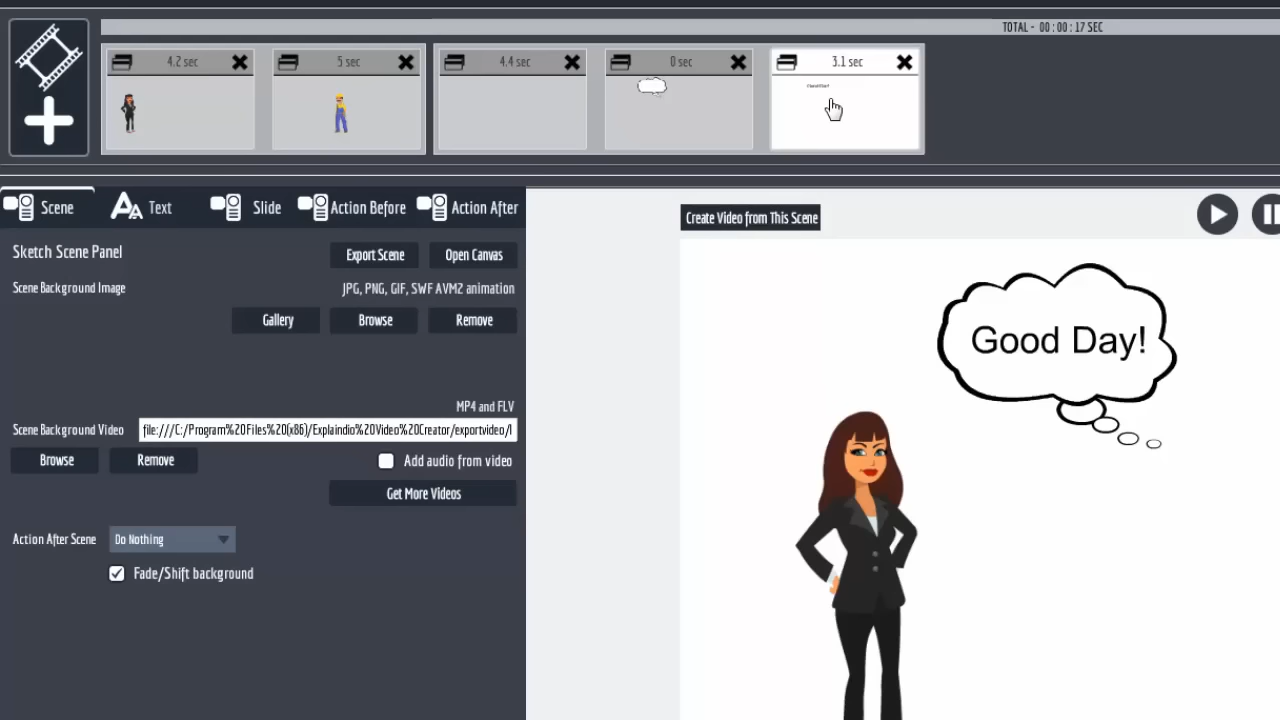 TOTAL - 00 : 00 : 17 SEC
4.2 sec
5 sec
4.4 sec
0 sec
3.1 sec
Scene
Text
Slide
Action Before
Action After
Create Video from This Scene
Sketch Scene Panel
Export Scene
Open Canvas
Scene Background Image
JPG, PNG, GIF, SWF AVM2 animation
Gallery
Browse
Remove
Good Day!
MP4 and FLV
Scene Background Video
file:///C:/Program%20Files%20(x86)/Explaindio%20Video%20Creator/exportvideo/
Browse
Remove
Add audio from video
Get More Videos
Action After Scene
Do Nothing
Fade/Shift background